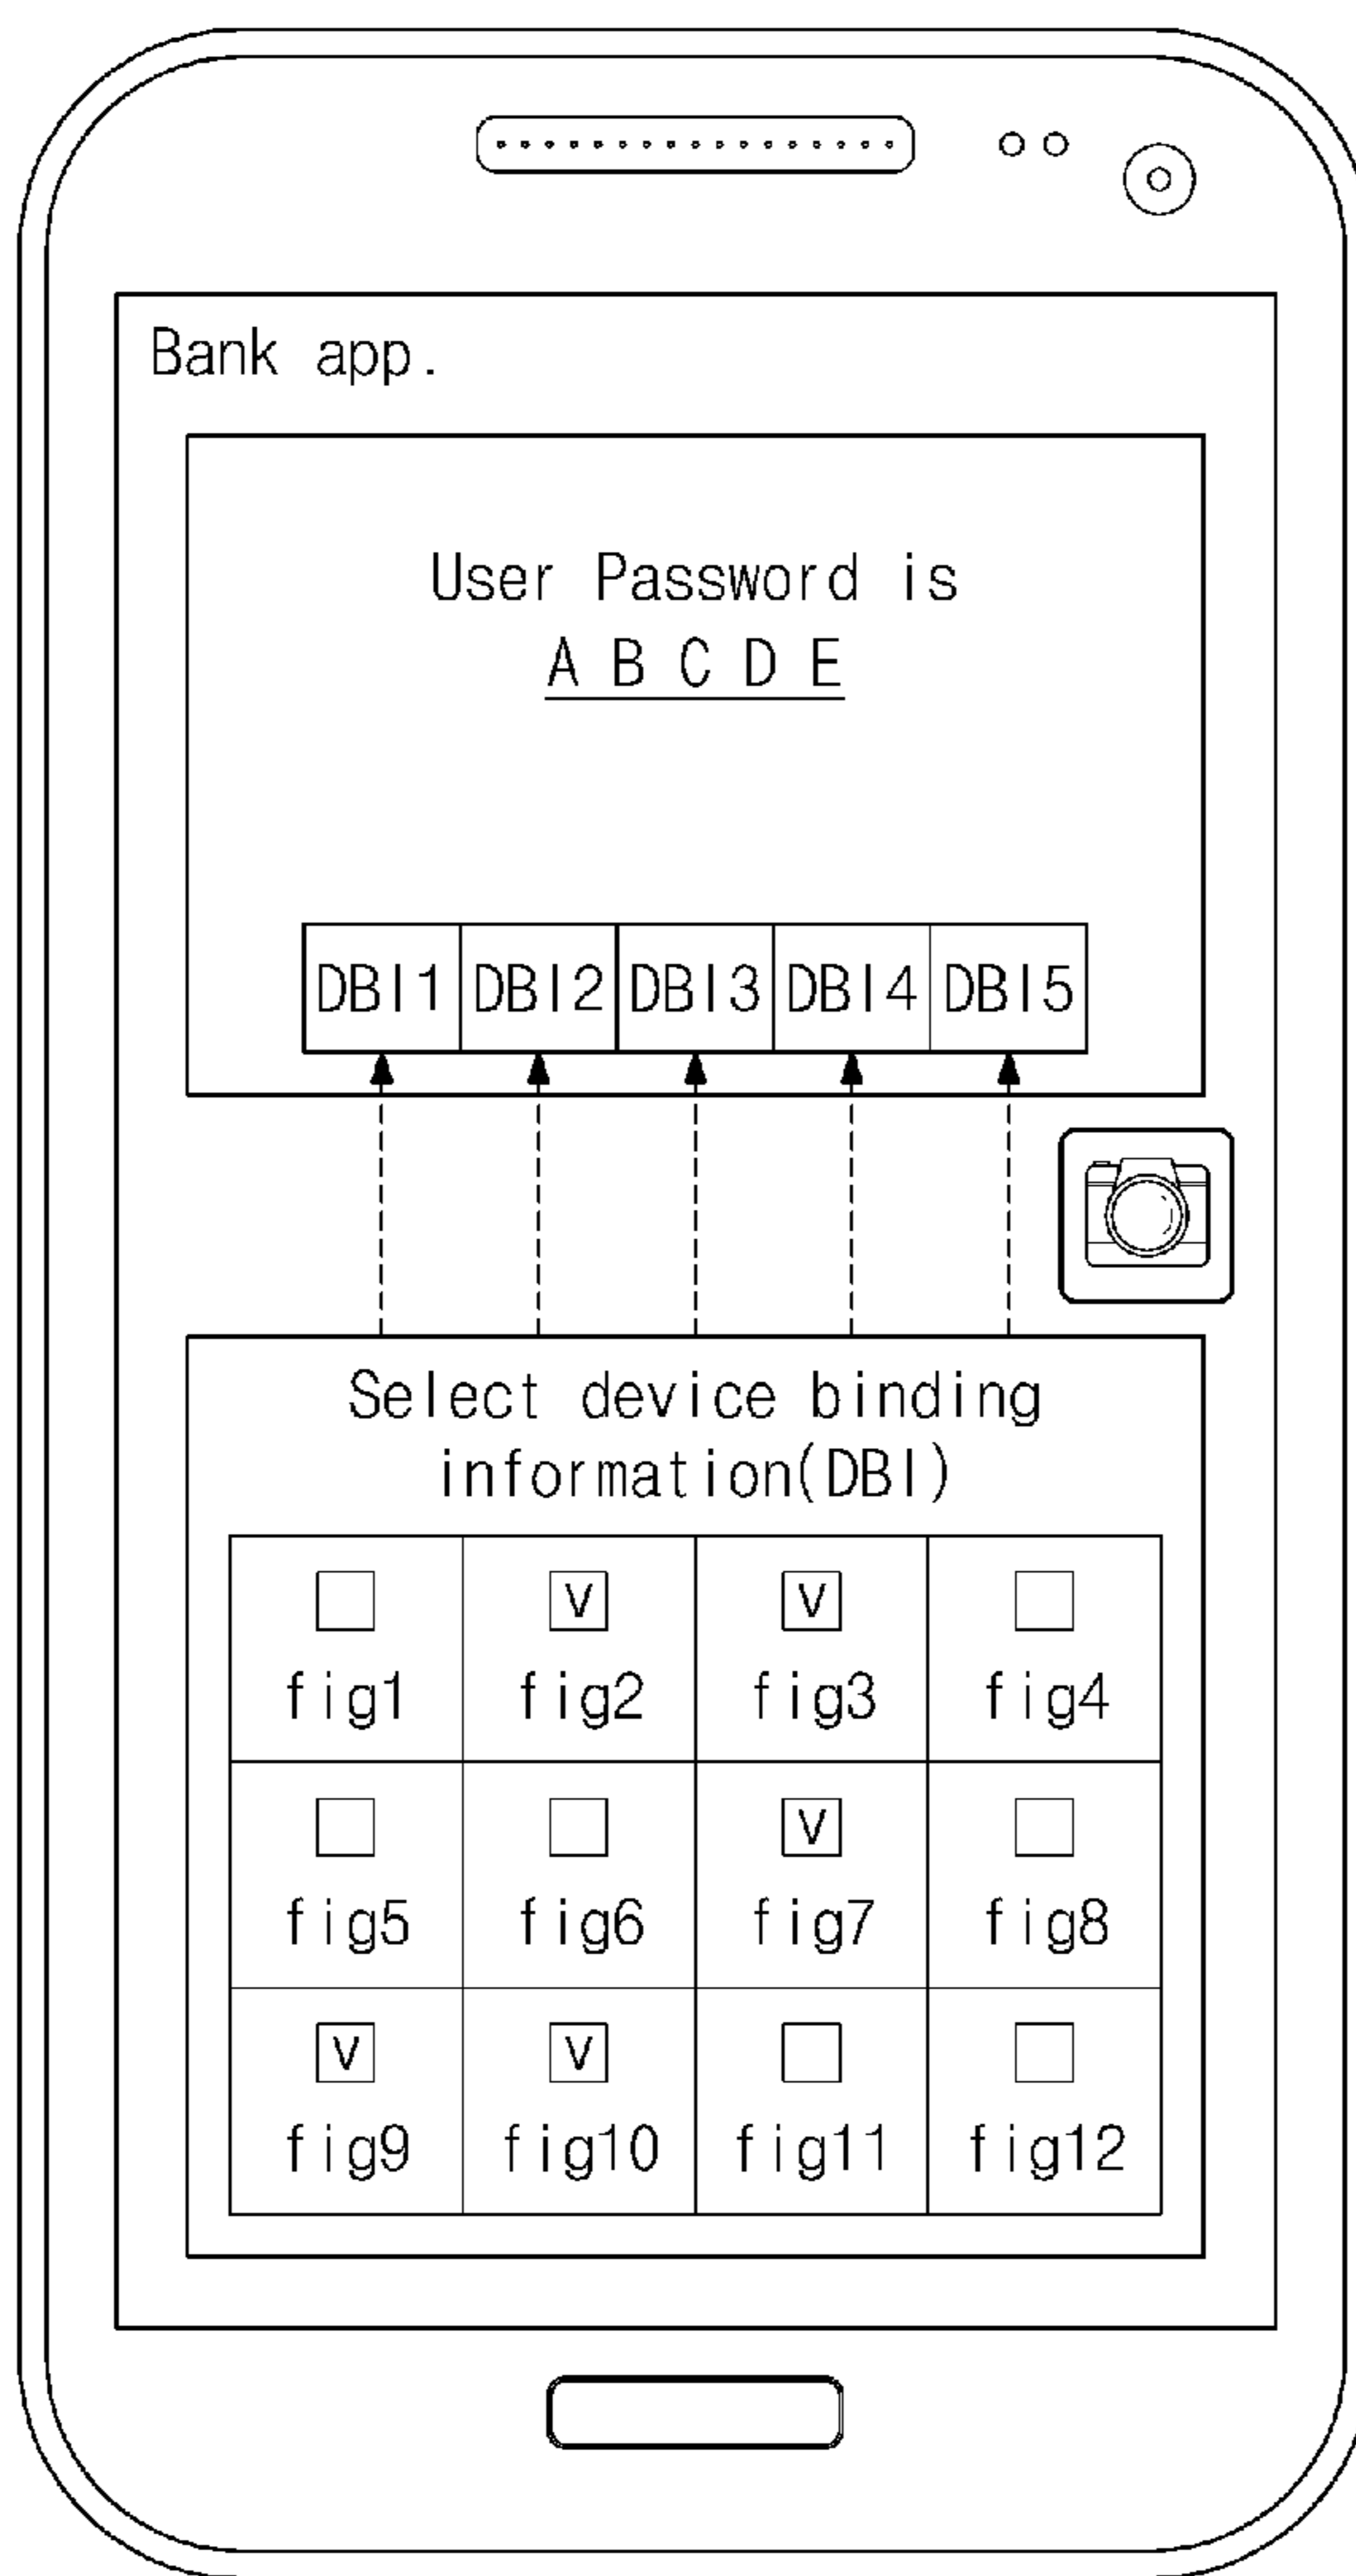 Bank app.
User Password is
A B C D E
DBI1 DBI2 DBI3 DBI4 DBI5
Select device binding
information(DBI)
V V
fig1 fig2 fig3 fig4
V
fig5 fig6 fig7 fig8
V V
fig9 fig10 fig11 fig12